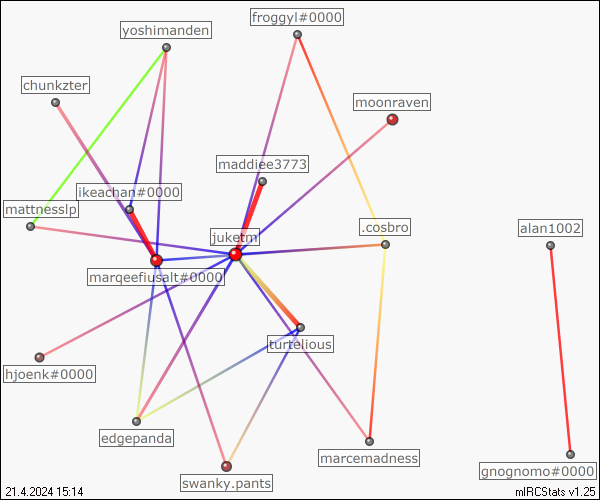 froggyl#0000
yoshimanden
chunkzter
moonraven
maddiee3773
ikeachan#0000
mattnesslp
juketm
.cosbro
alan1002
marqeefiusalt#0000
turtelious
hjoenk#0000
edgepanda
marcemadness
gnognomo#0000
swanky.pants
21.4.2024 15:14
mIRCStats v1.25